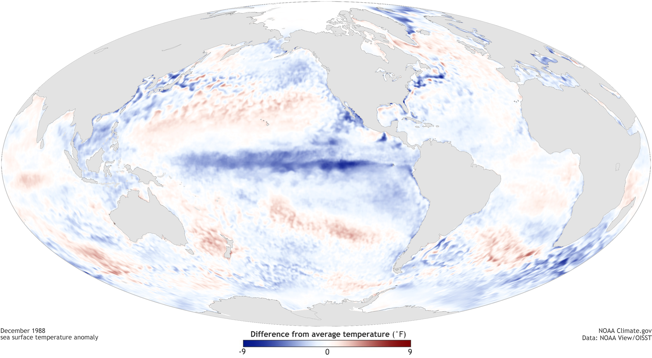 December 1988
sea surface temperature anomaly
Difference from average temperature (°F)
-9 0 9
NOAA Climate.gov
Data: NOAA View/OISST